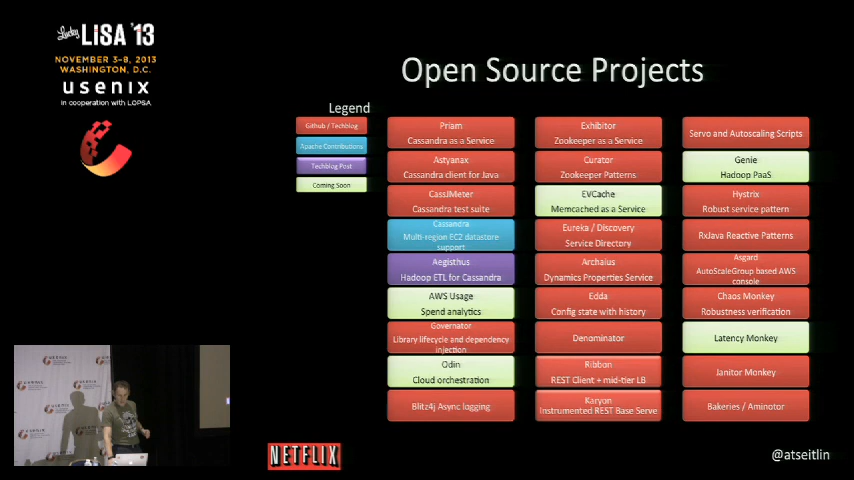 Lucky LiSA '13
NOVEMBER 3–8, 2013
WASHINGTON, D.C.
usenix
in cooperation with LOPSA
Open Source Projects
Legend
Github / Techblog
Apache Contributions
Techblog Post
Coming Soon
Priam
Cassandra as a Service
Astyanax
Cassandra client for Java
CassJMeter
Cassandra test suite
Cassandra
Multi-region EC2 datastore
support
Aegisthus
Hadoop ETL for Cassandra
AWS Usage
Spend analytics
Governator
Library lifecycle and dependency
injection
Odin
Cloud orchestration
Blitz4j Async logging
Exhibitor
Zookeeper as a Service
Curator
Zookeeper Patterns
EVCache
Memcached as a Service
Eureka / Discovery
Service Directory
Archaius
Dynamics Properties Service
Edda
Config state with history
Denominator
Ribbon
REST Client + mid-tier LB
Karyon
Instrumented REST Base Serve
Servo and Autoscaling Scripts
Genie
Hadoop PaaS
Hystrix
Robust service pattern
RxJava Reactive Patterns
Asgard
AutoScaleGroup based AWS
console
Chaos Monkey
Robustness verification
Latency Monkey
Janitor Monkey
Bakeries / Aminotor
NETFLIX
@atseitlin